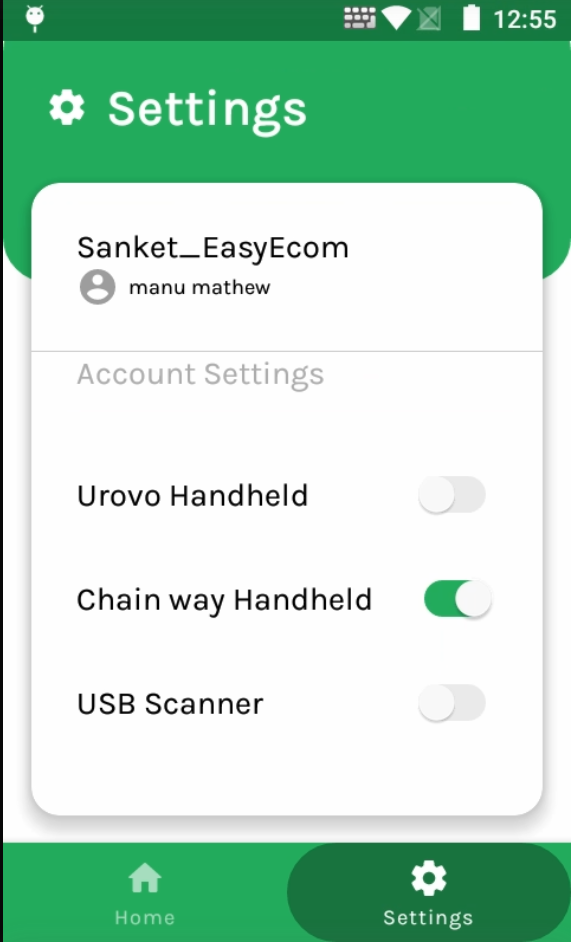 12:55
Settings
Sanket_EasyEcom
manu mathew
Account Settings
Urovo Handheld
Chain way Handheld
USB Scanner
Home
Settings